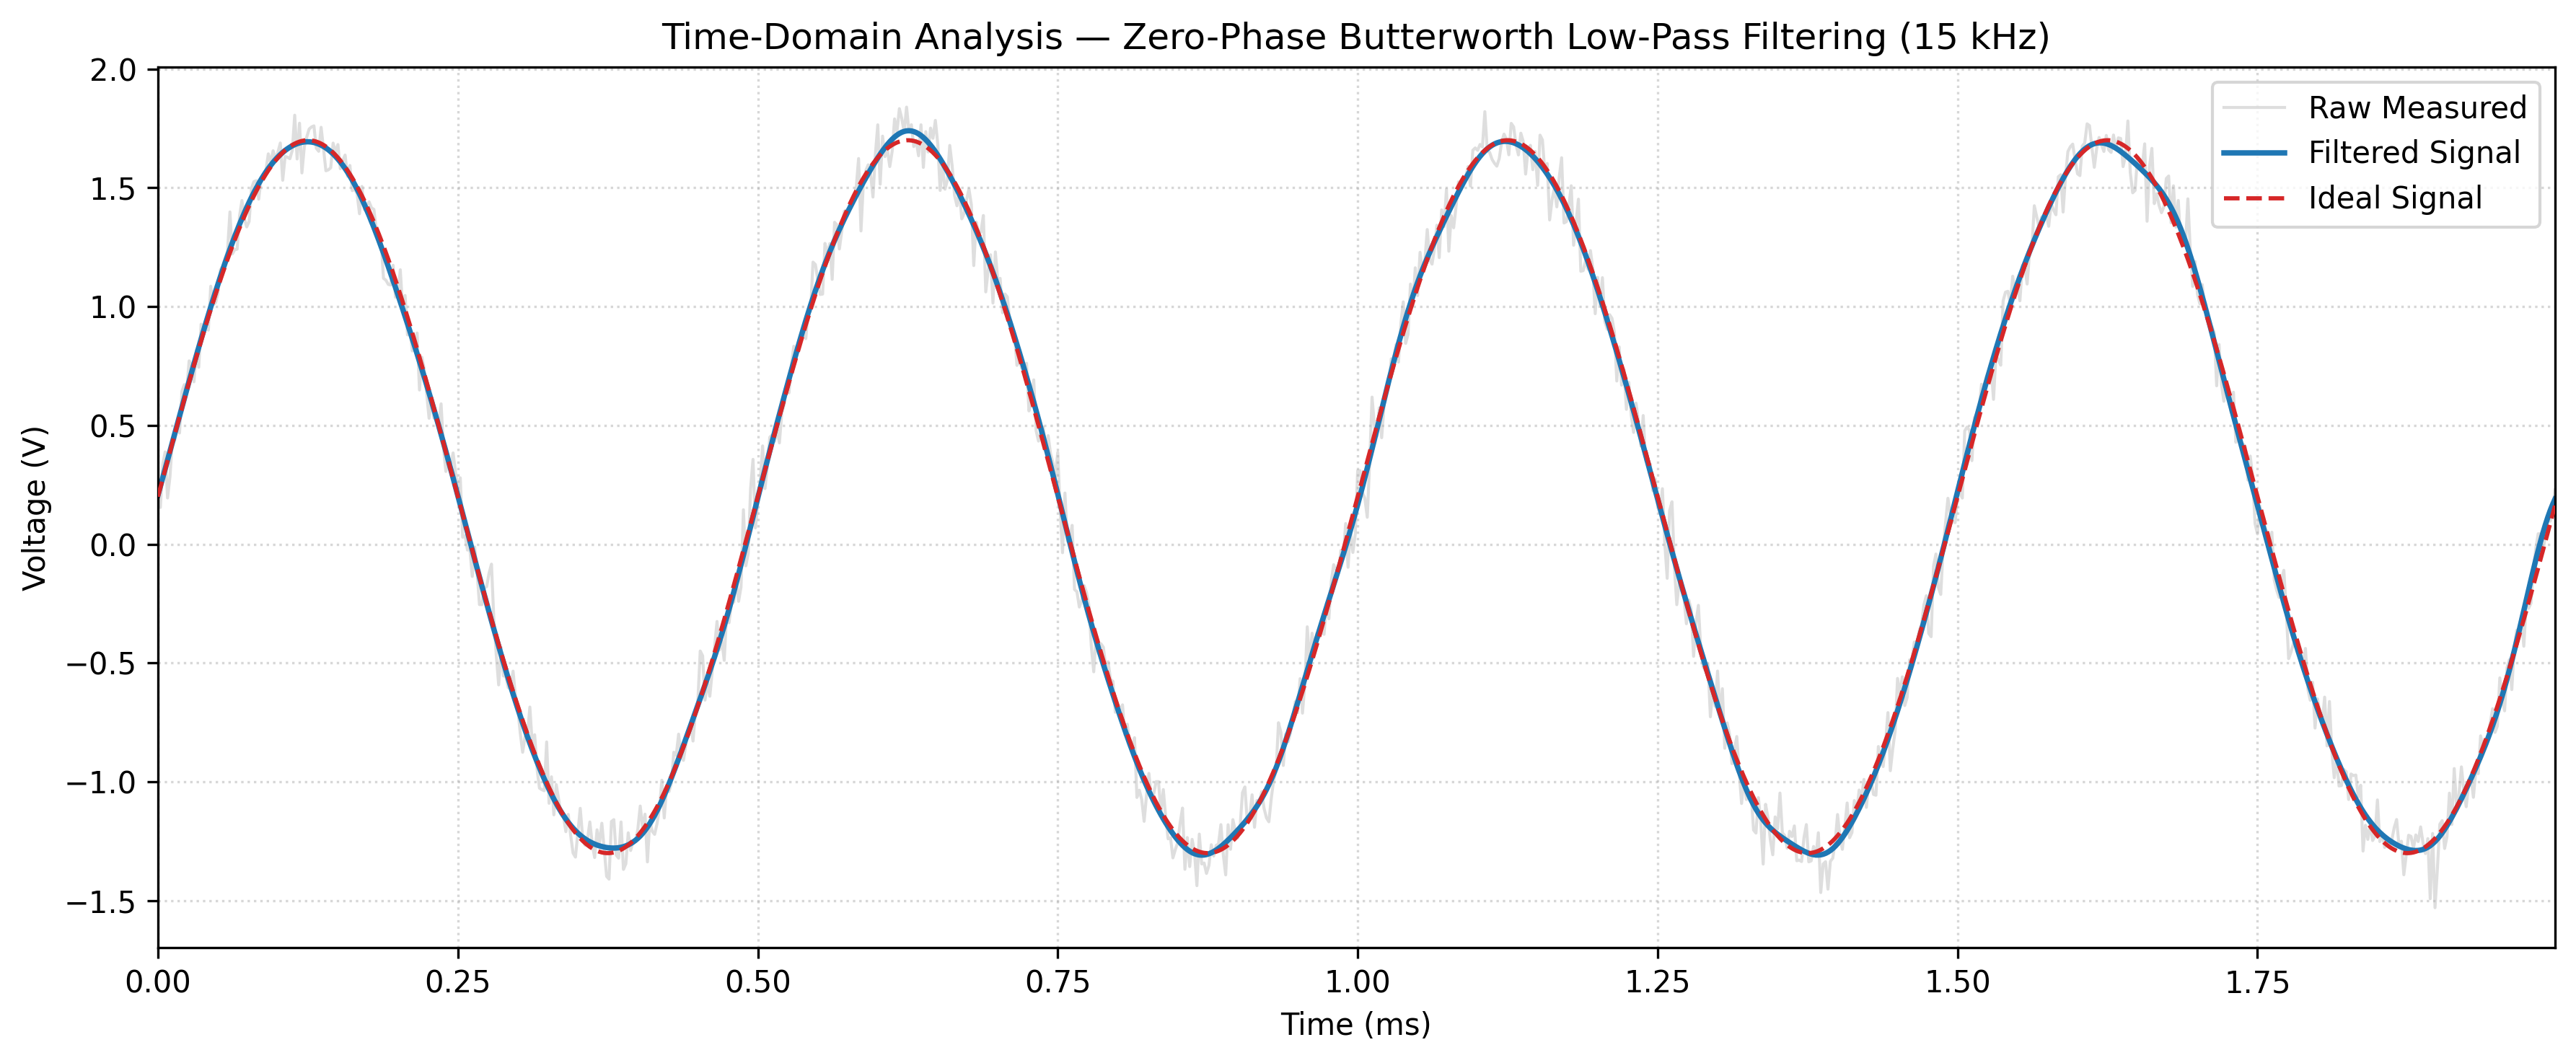 Time-Domain Analysis — Zero-Phase Butterworth Low-Pass Filtering (15 kHz)
Raw Measured
Filtered Signal
Ideal Signal
Voltage (V)
2.0
1.5
1.0
0.5
0.0
−0.5
−1.0
−1.5
0.00 0.25 0.50 0.75 1.00 1.25 1.50 1.75
Time (ms)